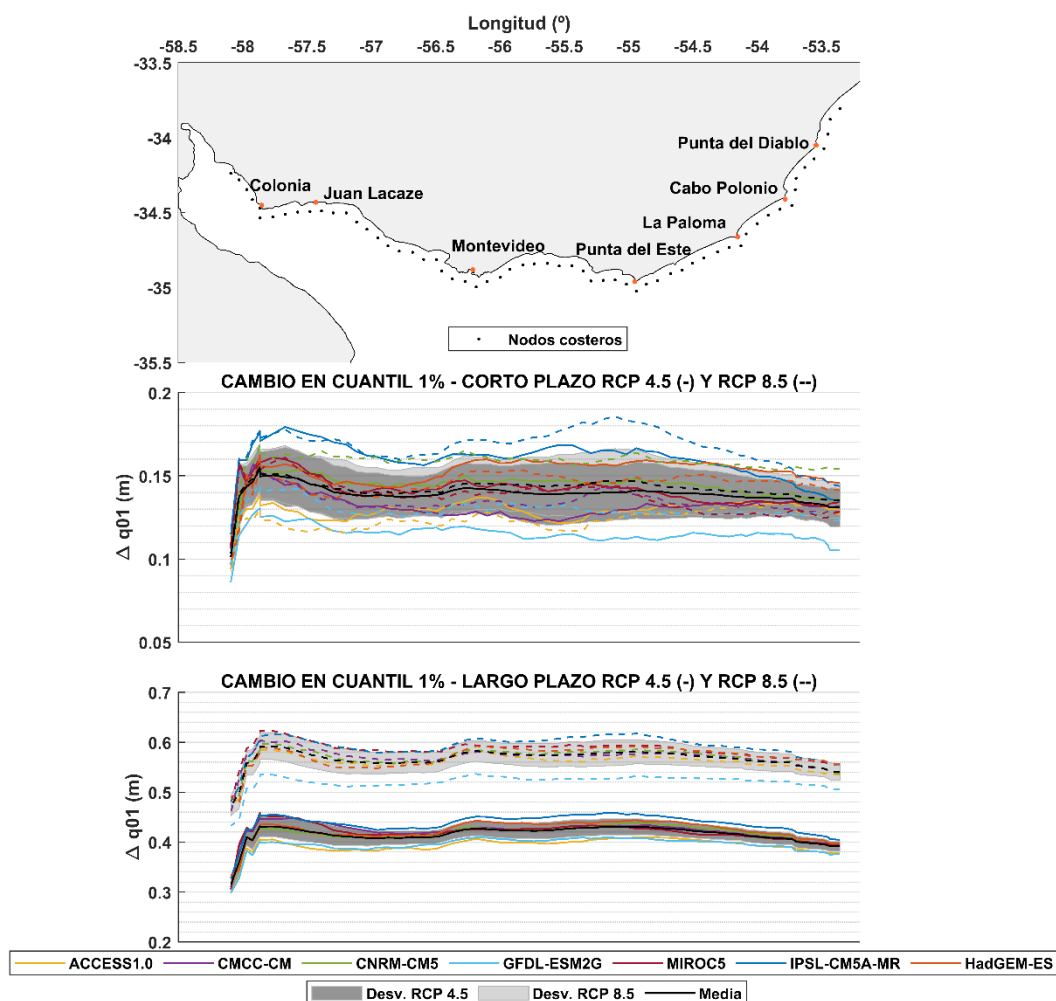 Longitud (º)
-58.5 -58 -57.5 -57 -56.5 -56 -55.5 -55 -54.5 -54 -53.5
-33.5
-34
-34.5
-35
-35.5
Punta del Diablo
Cabo Polonio
Colonia
Juan Lacaze
La Paloma
Montevideo
Punta del Este
Nodos costeros
CAMBIO EN CUANTIL 1% - CORTO PLAZO RCP 4.5 (-) Y RCP 8.5 (--)
Δ q01 (m)
0.2
0.15
0.1
0.05
CAMBIO EN CUANTIL 1% - LARGO PLAZO RCP 4.5 (-) Y RCP 8.5 (--)
Δ q01 (m)
0.7
0.6
0.5
0.4
0.3
0.2
ACCESS1.0 CMCC-CM CNRM-CM5 GFDL-ESM2G MIROC5 IPSL-CM5A-MR HadGEM-ES
Desv. RCP 4.5 Desv. RCP 8.5 Media